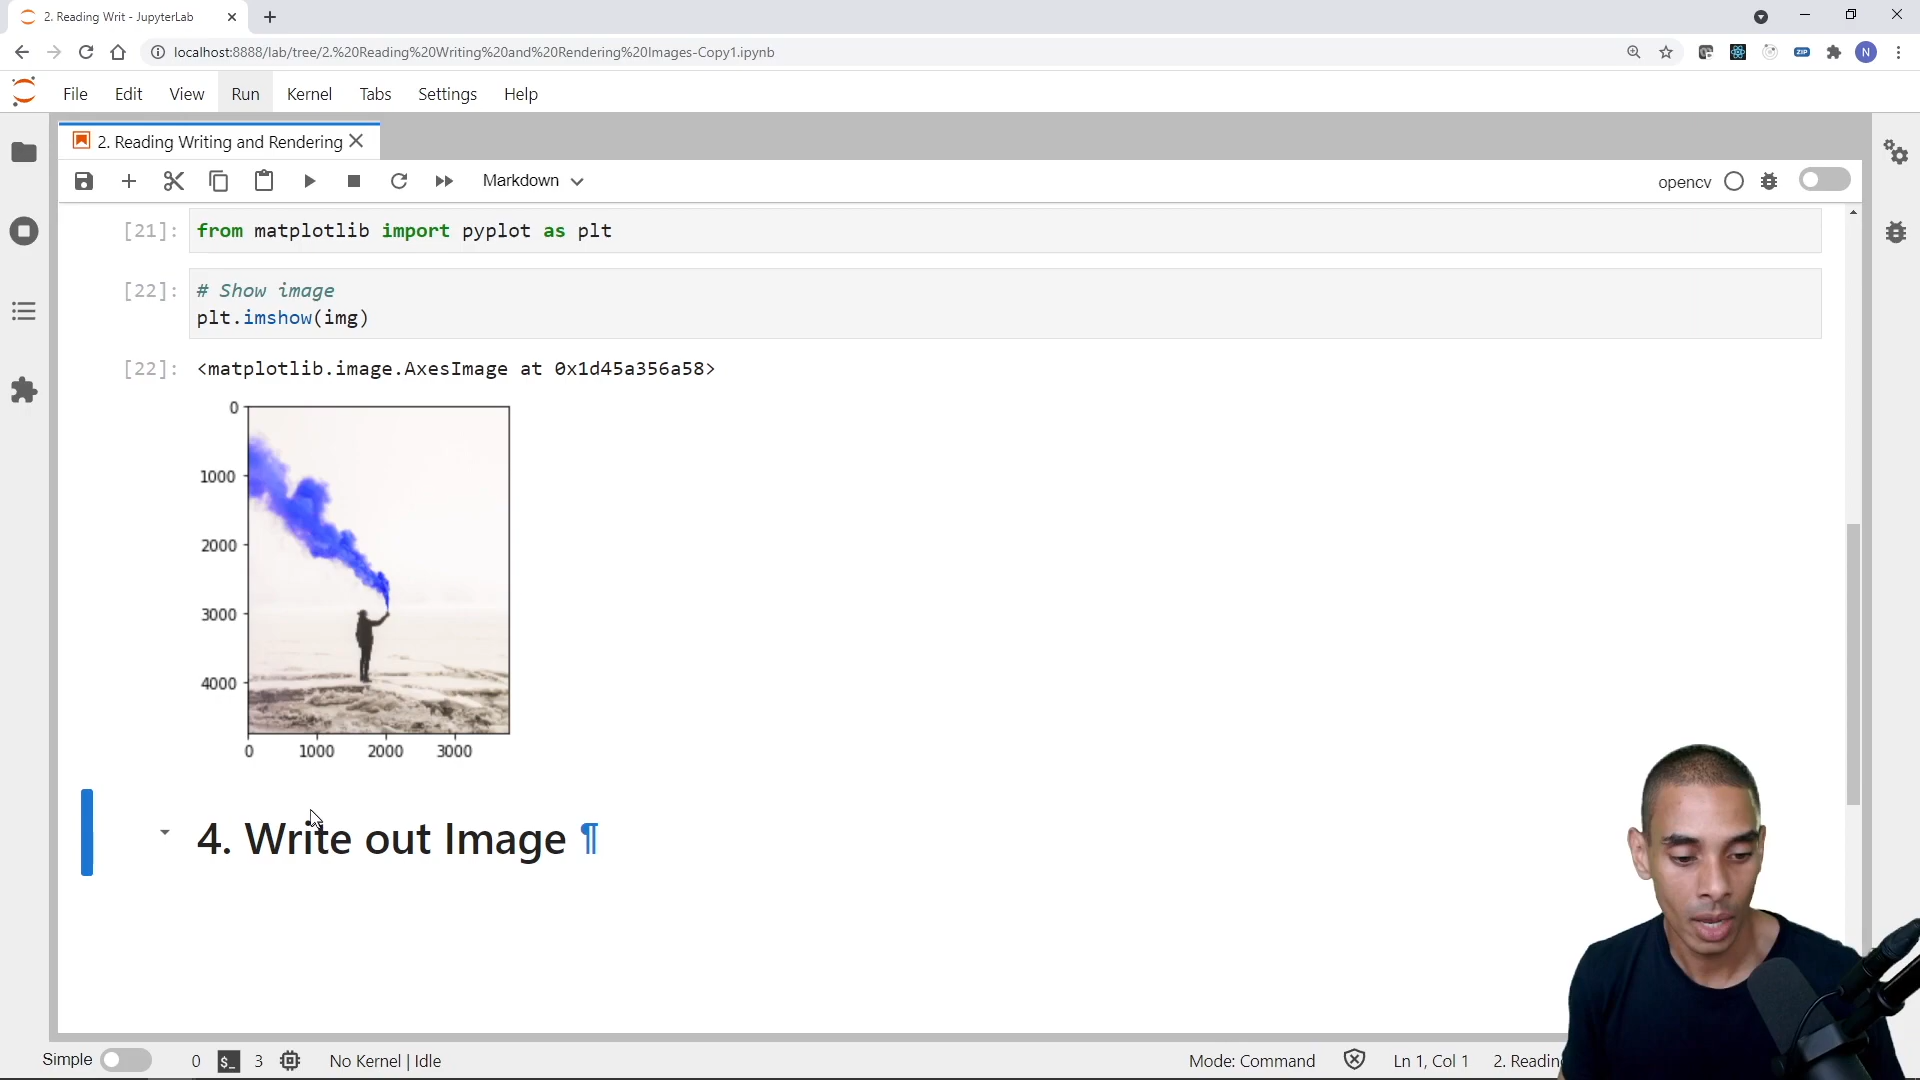 2. Reading Writ - JupyterLab
localhost:8888/lab/tree/2.%20Reading%20Writing%20and%20Rendering%20Images-Copy1.ipynb
ZIP
N
File Edit View Run Kernel Tabs Settings Help
2. Reading Writing and Rendering
Markdown
opencv
[21]: from matplotlib import pyplot as plt
[22]: # Show image
plt.imshow(img)
[22]: <matplotlib.image.AxesImage at 0x1d45a356a58>
0
1000
2000
3000
4000
0 1000 2000 3000
4. Write out Image ¶
Simple 0 $_ 3 No Kernel | Idle Mode: Command Ln 1, Col 1 2. Reading